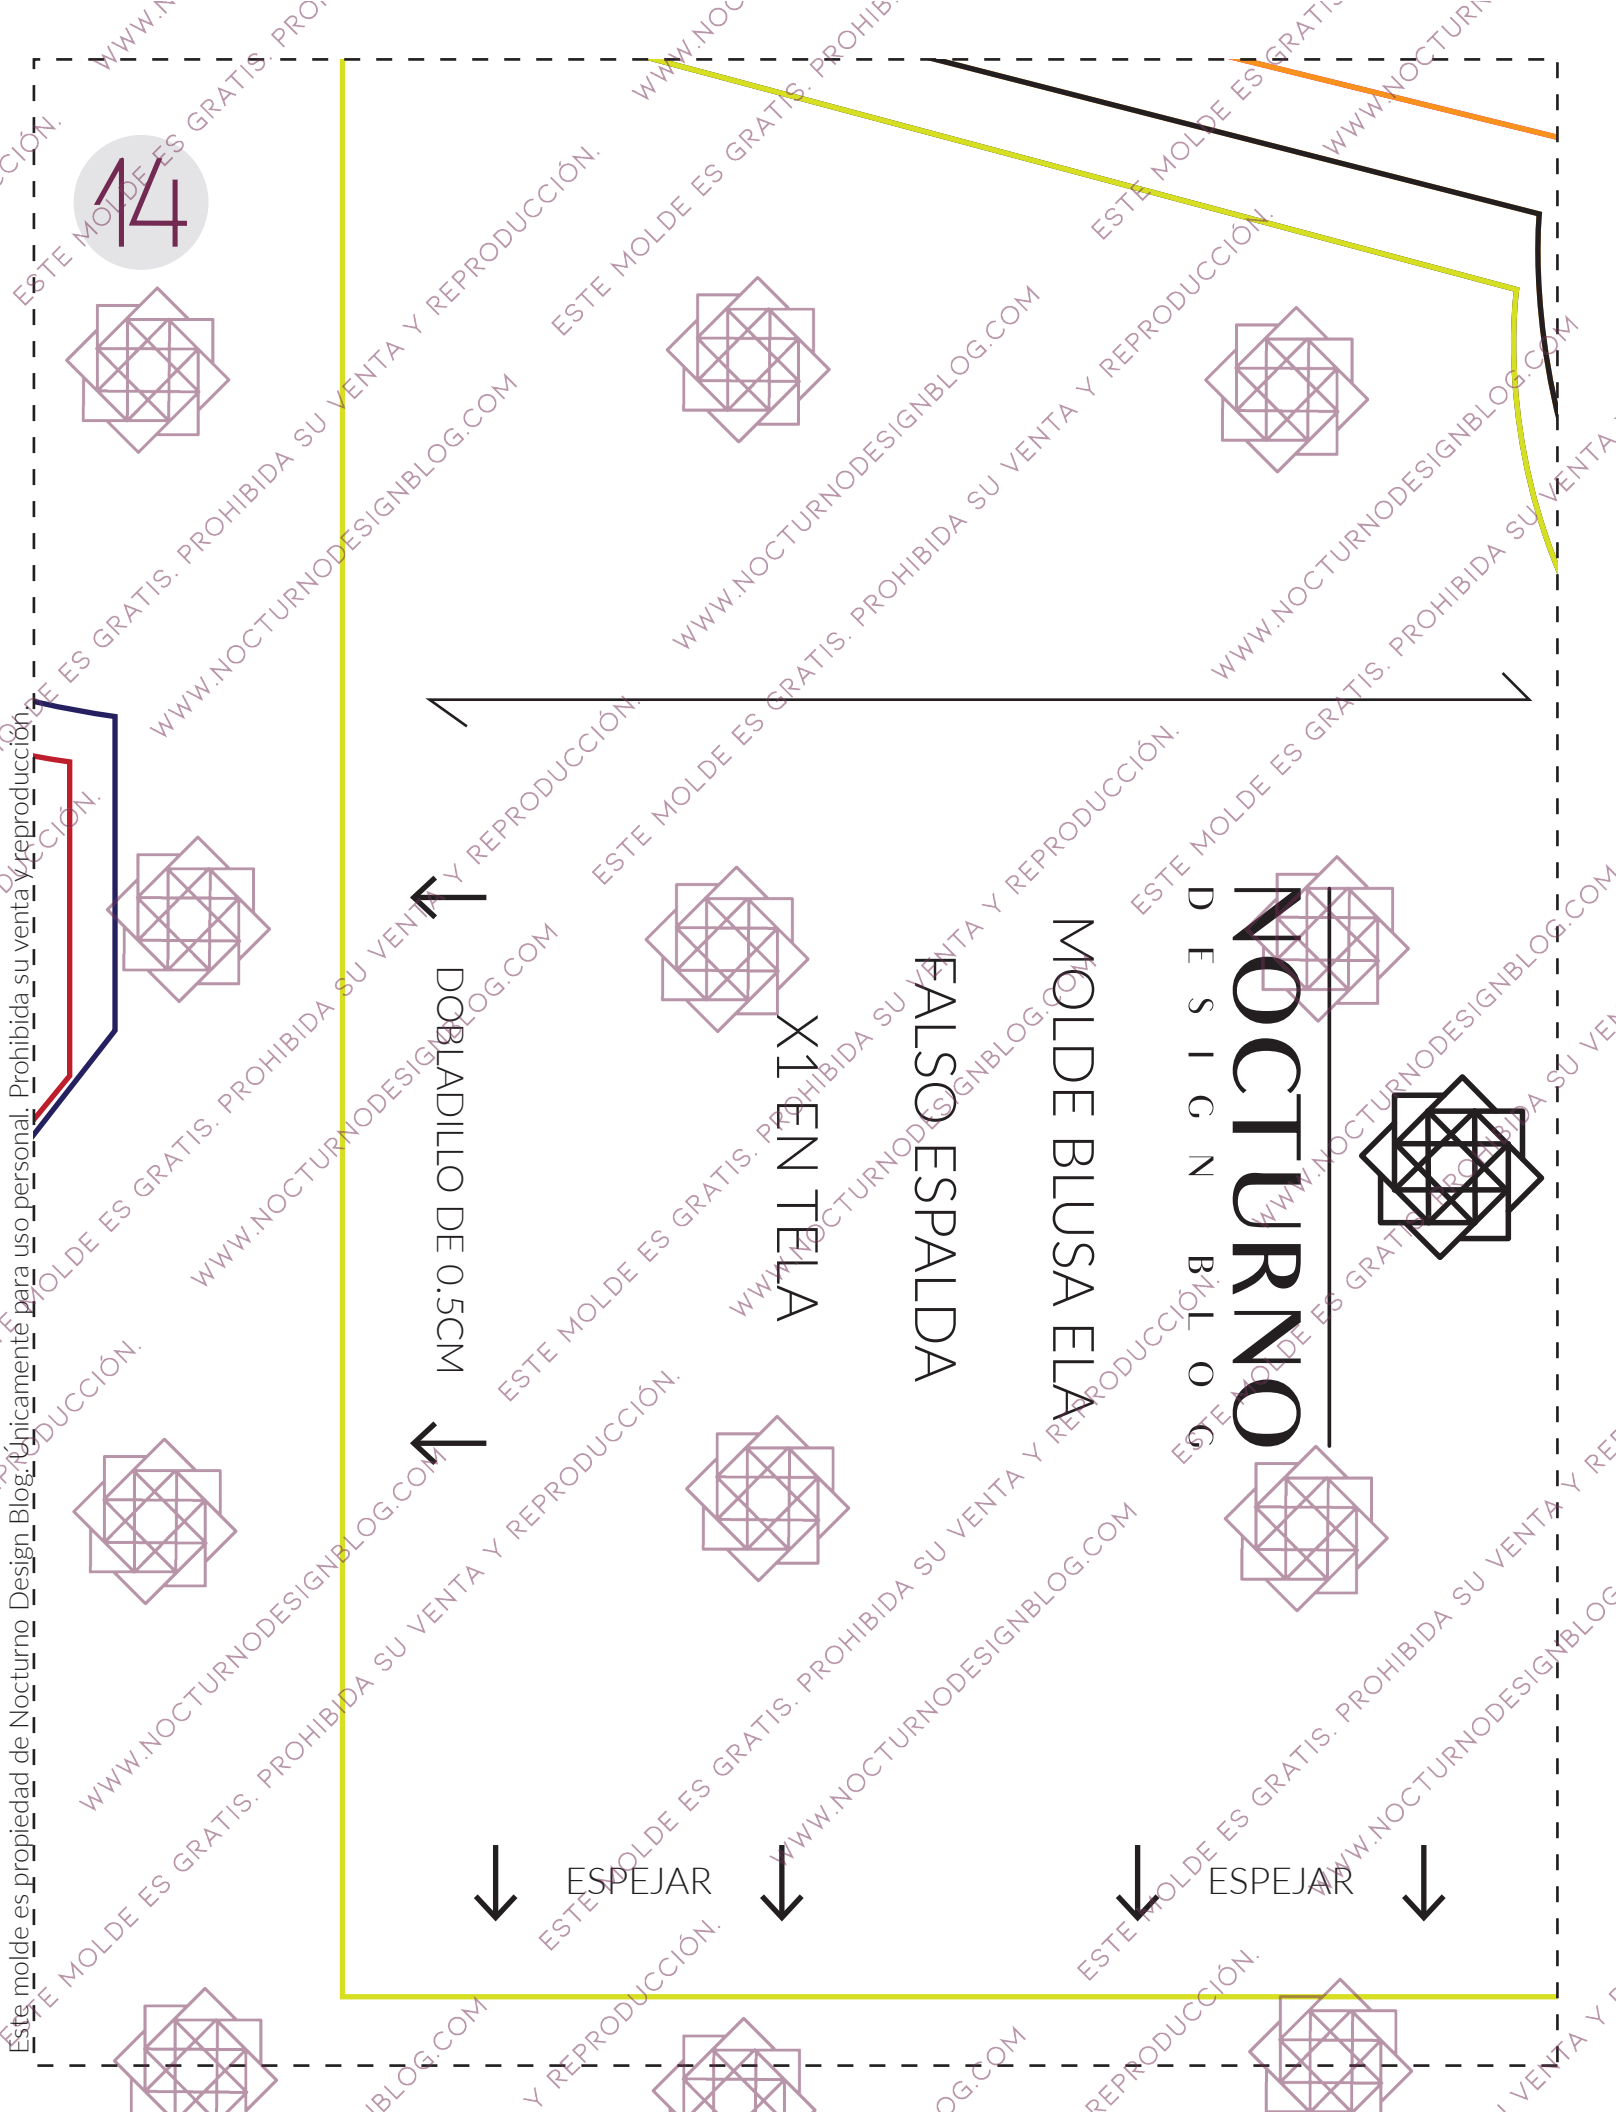 14
NOCTURNO
DESIGN BLOG
MOLDE BLUSA ELA
FALSO ESPALDA
X1 EN TELA
DOBLADILLO DE 0.5CM
ESPEJAR
ESPEJAR
Este molde es propiedad de Nocturno Design Blog. Únicamente para uso personal. Prohibida su venta y reproducción.
ESTE MOLDE ES GRATIS. PROHIBIDA SU VENTA Y REPRODUCCIÓN.
WWW.NOCTURNODESIGNBLOG.COM